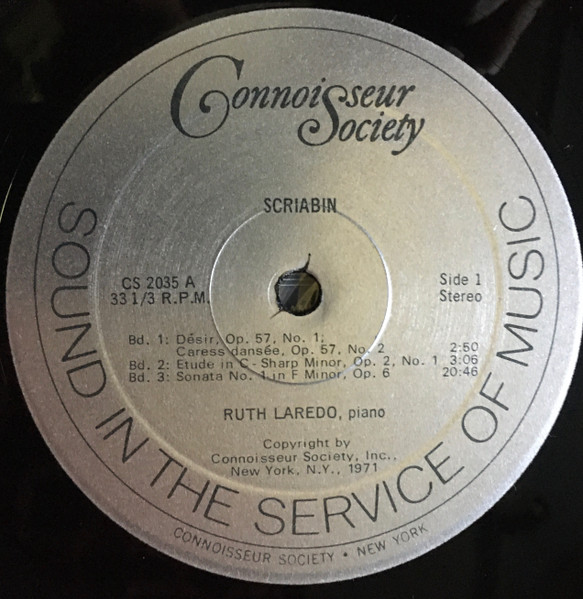 Connoisseur
Society
SCRIABIN
CS 2035 A
33 1/3 R.P.M.
Side 1
Stereo
Bd. 1: Désir, Op. 57, No. 1;
Caress dansée, Op. 57, No. 2 2:50
Bd. 2: Etude in C-Sharp Minor, Op. 2, No. 1 3:06
Bd. 3: Sonata No. 1 in F Minor, Op. 6 20:46
RUTH LAREDO, piano
Copyright by
Connoisseur Society, Inc.,
New York, N.Y., 1971
SOUND IN THE SERVICE OF MUSIC
CONNOISSEUR SOCIETY • NEW YORK